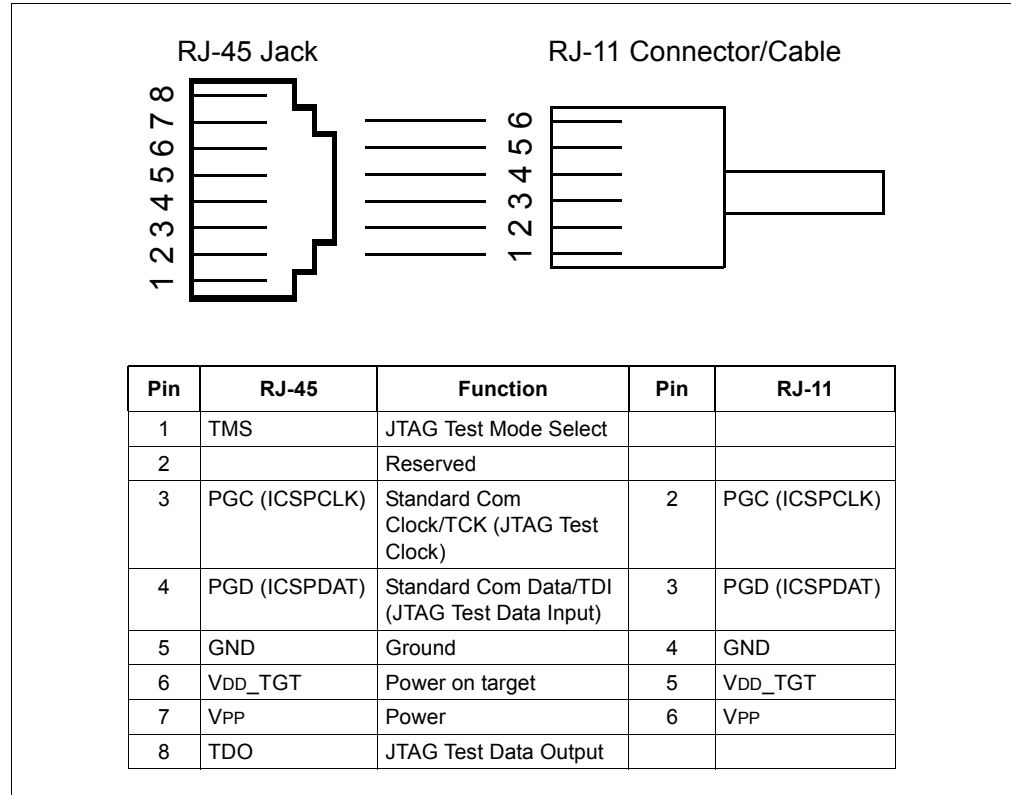 RJ-45 Jack
RJ-11 Connector/Cable
8
7
6
5
4
3
2
1
6
5
4
3
2
1
Pin RJ-45 Function Pin RJ-11
1 TMS JTAG Test Mode Select
2 Reserved
3 PGC (ICSPCLK) Standard Com
Clock/TCK (JTAG Test
Clock)
2 PGC (ICSPCLK)
4 PGD (ICSPDAT) Standard Com Data/TDI
(JTAG Test Data Input)
3 PGD (ICSPDAT)
5 GND Ground 4 GND
6 VDD_TGT Power on target 5 VDD_TGT
7 VPP Power 6 VPP
8 TDO JTAG Test Data Output